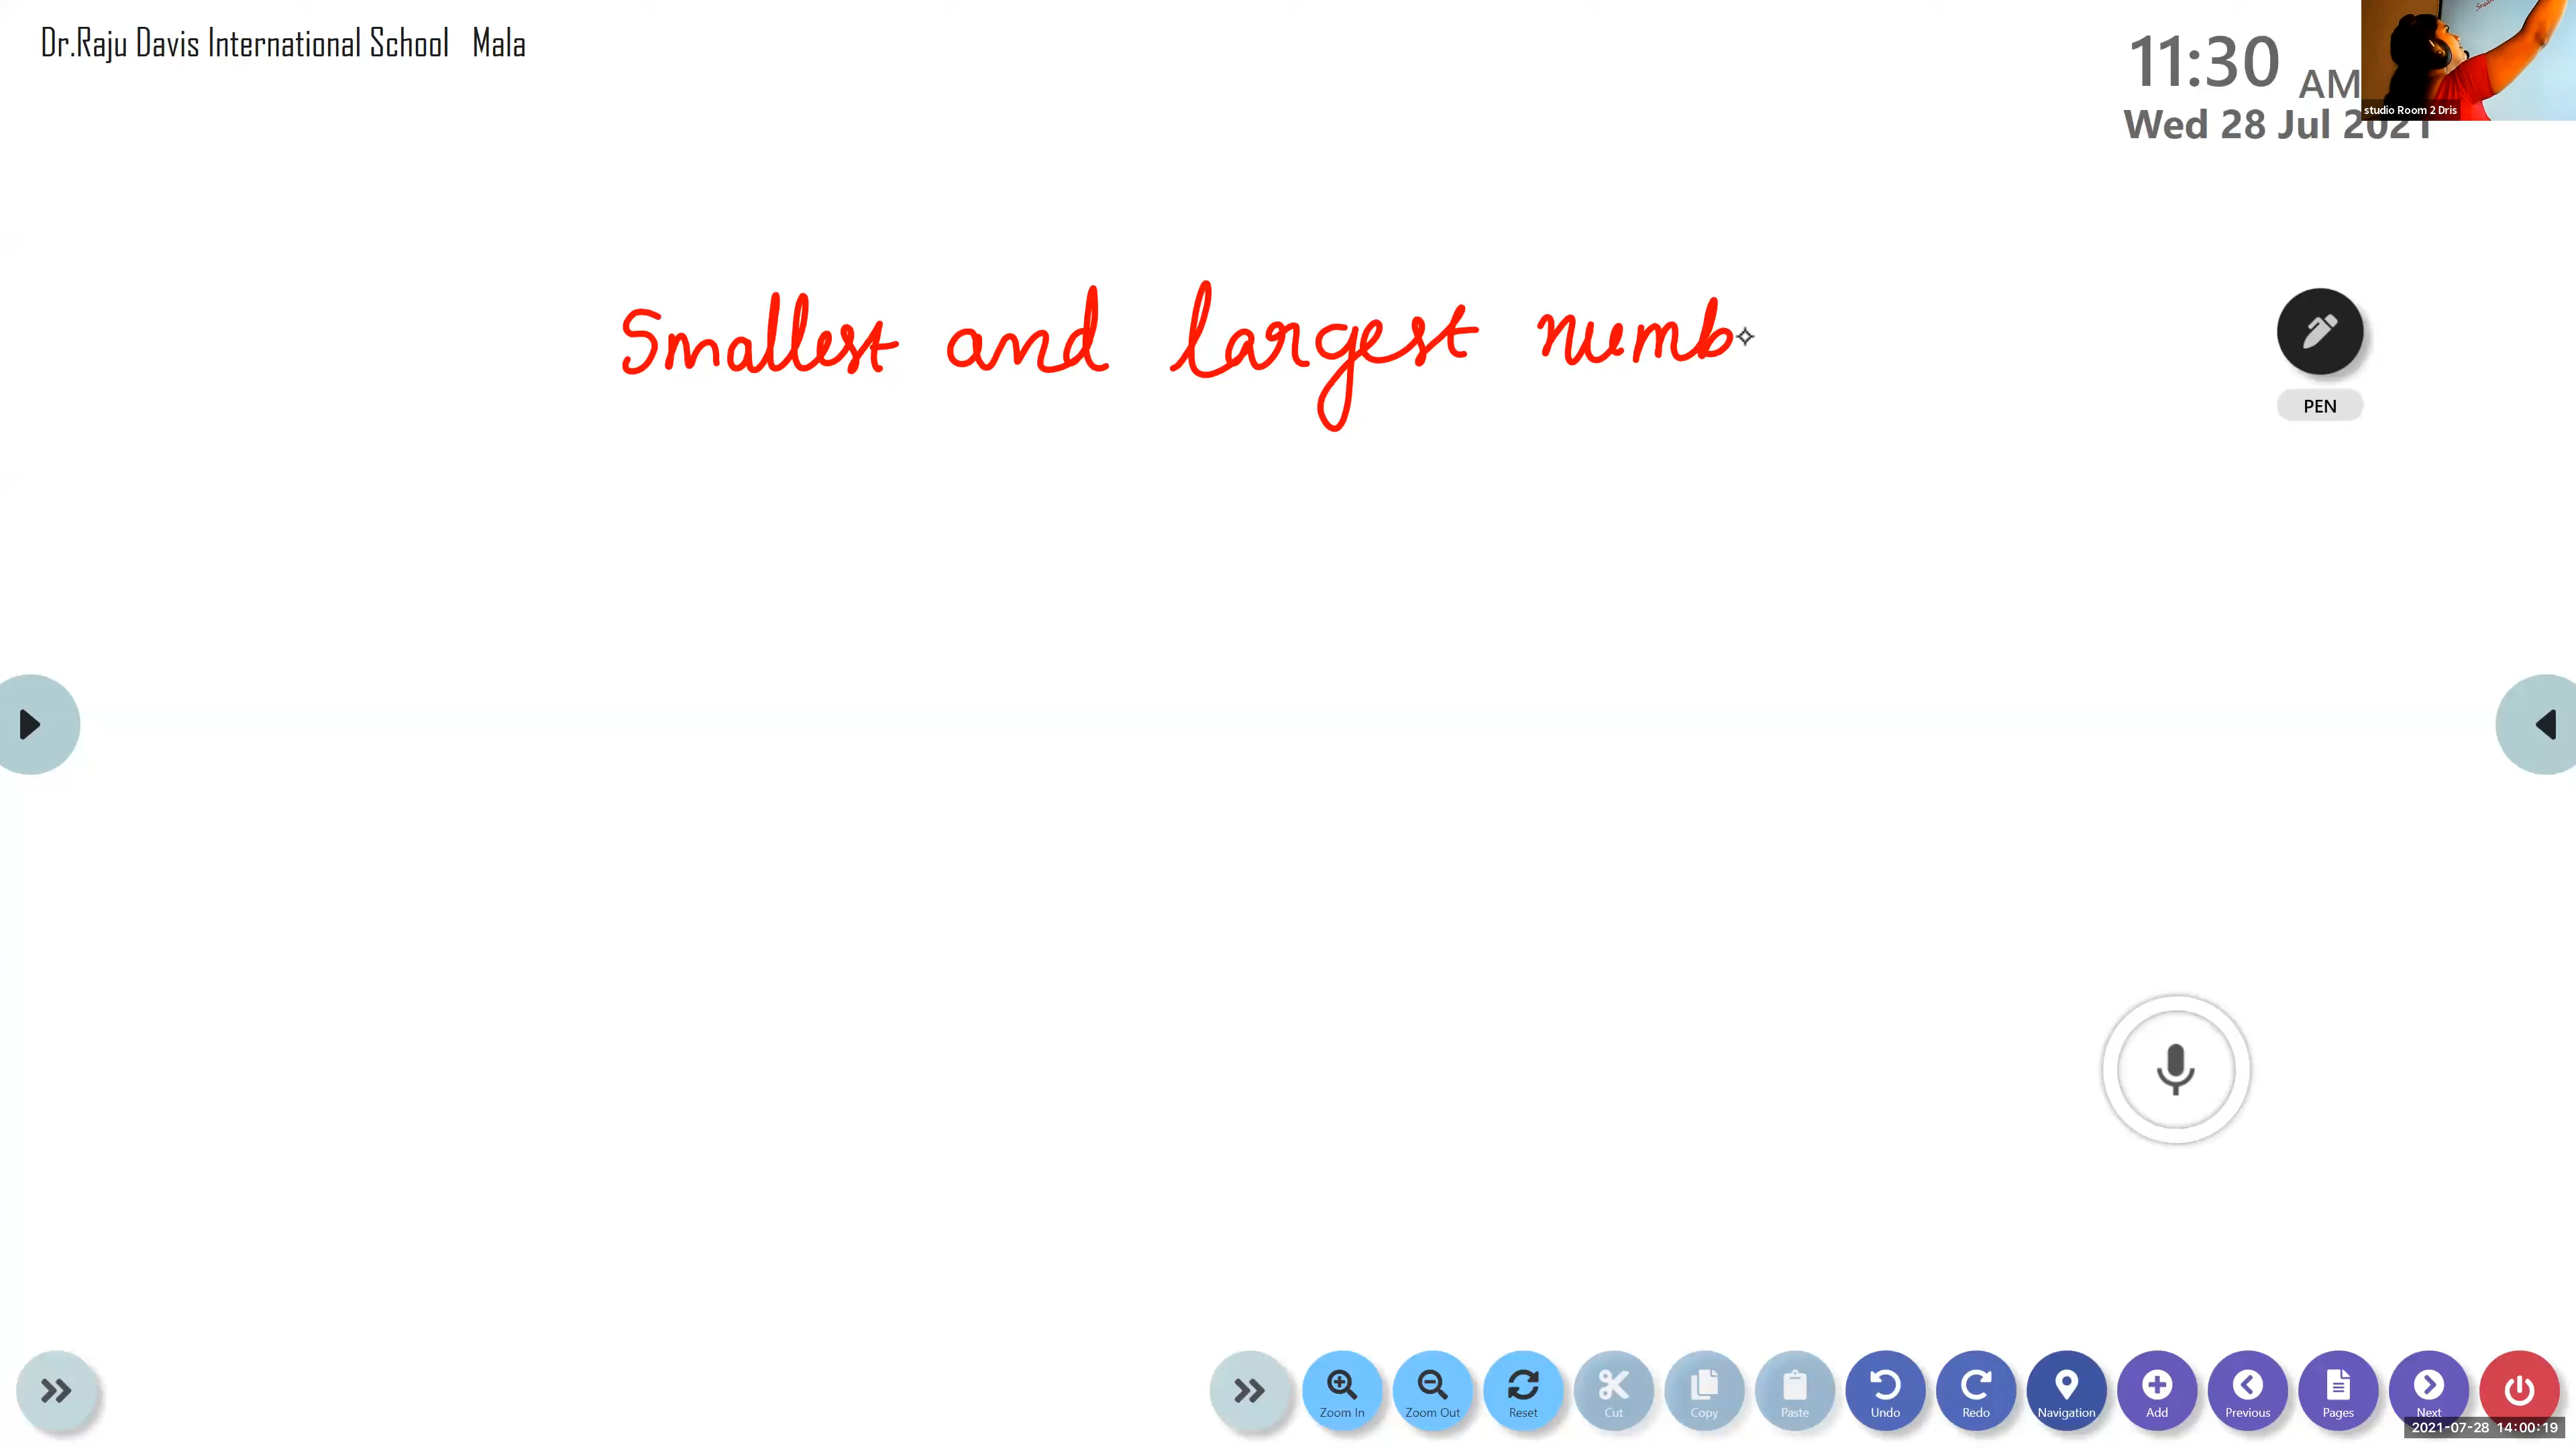 Dr.Raju Davis International School Mala
11:30 AM
Wed 28 Jul 2021
studio Room 2 Dris
Smallest and largest numb
PEN
Zoom In Zoom Out Reset Cut Copy Paste Undo Redo Navigation Add Previous Pages Next
2021-07-28 14:00:19